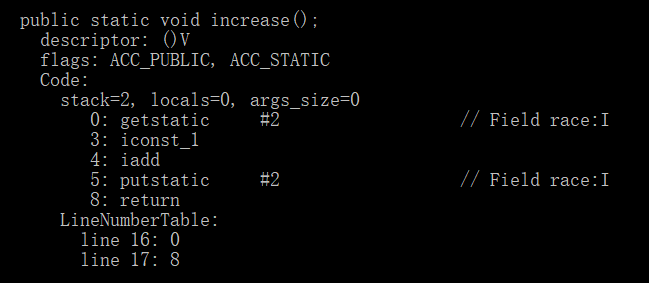 public static void increase();
descriptor: ()V
flags: ACC_PUBLIC, ACC_STATIC
Code:
stack=2, locals=0, args_size=0
0: getstatic #2 // Field race:I
3: iconst_1
4: iadd
5: putstatic #2 // Field race:I
8: return
LineNumberTable:
line 16: 0
line 17: 8